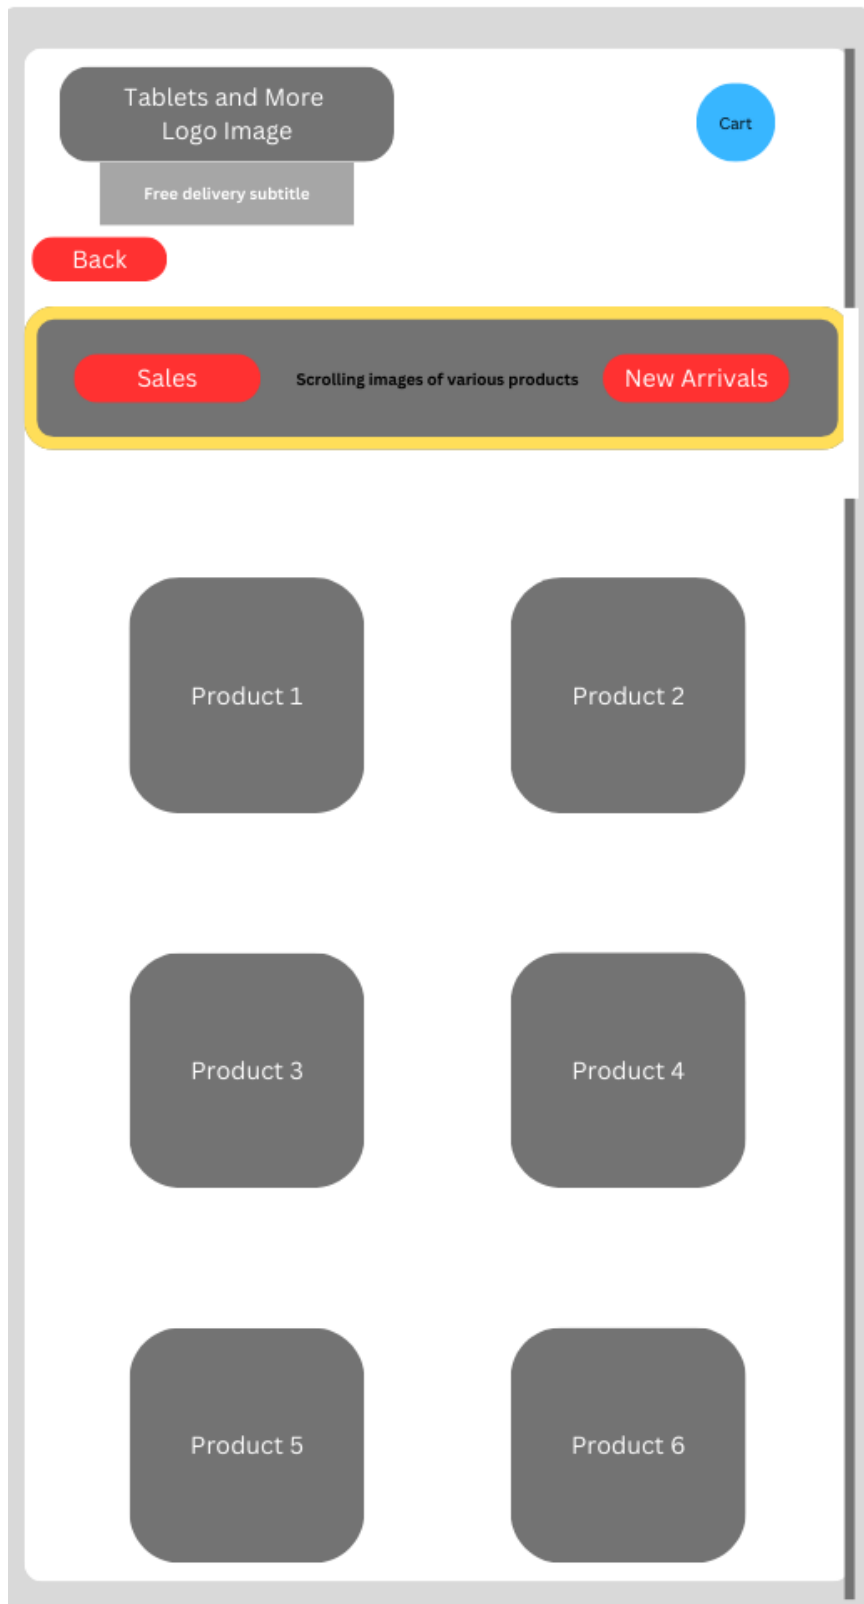 Tablets and More
Logo Image
Cart
Free delivery subtitle
Back
Sales
Scrolling images of various products
New Arrivals
Product 1
Product 2
Product 3
Product 4
Product 5
Product 6